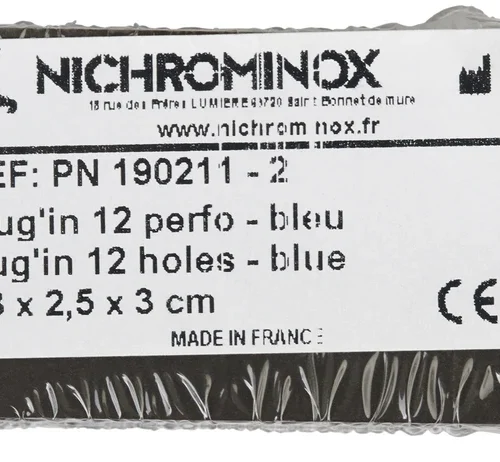 NICHROMINOX
18 rue des Frères LUMIERE 69720 Saint Bonnet de mure
www.nichrominox.fr
EF: PN 190211 - 2
ug'in 12 perfo - bleu
ug'in 12 holes - blue
x 2,5 x 3 cm
CE
MADE IN FRANCE